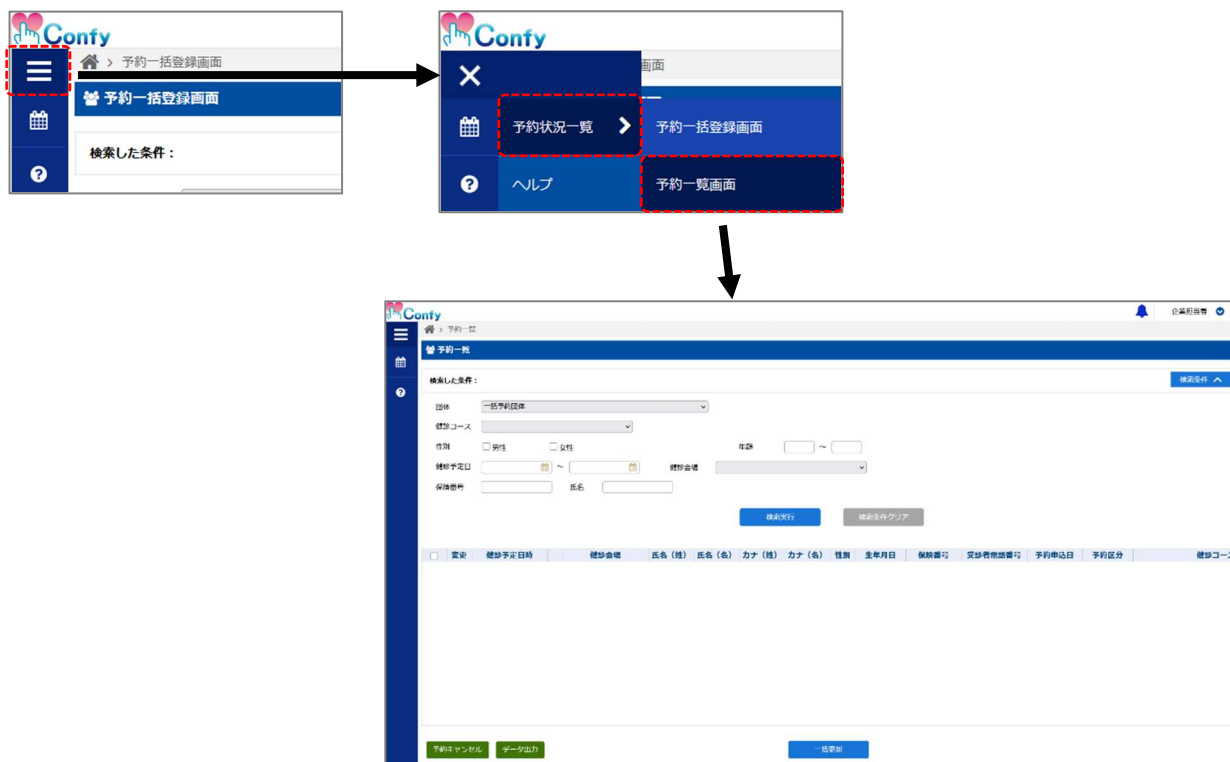 Confy
予約一括登録画面
予約一括登録画面
検索した条件：
Confy
画面
予約状況一覧
予約一括登録画面
ヘルプ
予約一覧画面
Confy
企業担当者
予約一覧
予約一覧
検索した条件：
検索条件
団体
一括予約団体
健診コース
性別 男性 女性 年齢 ～
健診予定日 ～ 健診会場
保険番号 氏名
検索実行 検索条件クリア
変更 健診予定日時 健診会場 氏名（姓） 氏名（名） カナ（姓） カナ（名） 性別 生年月日 保険番号 受診者電話番号 予約申込日 予約区分 健診コース
予約キャンセル データ出力 一括更新